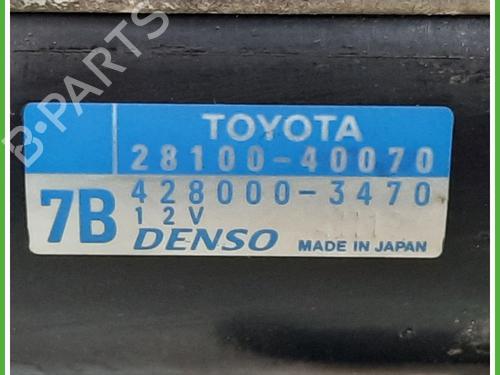 B-PARTS
TOYOTA
28100-40070
7B 428000-3470
12V
DENSO MADE IN JAPAN